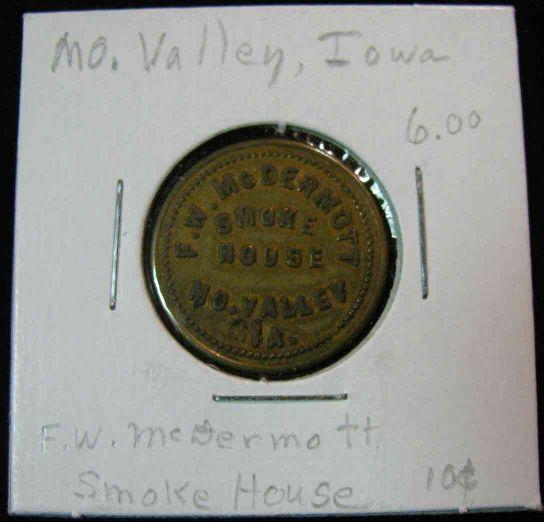 Mo. Valley, Iowa
6.00
F.W. McDERMOTT
SMOKE
HOUSE
MO. VALLEY
IA.
F.W. McDermott
Smoke House 10¢